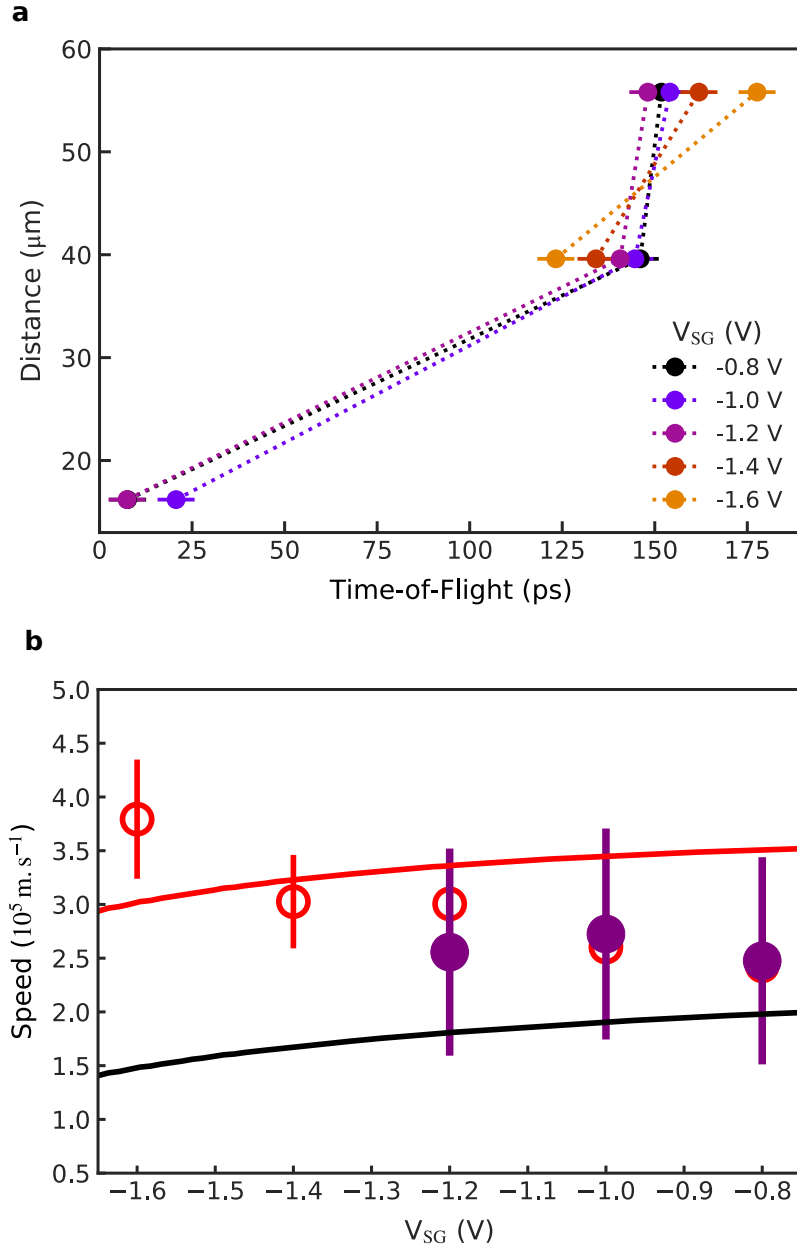 a
60
50
40
30
20
Distance (μm)
V_SG (V)
-0.8 V
-1.0 V
-1.2 V
-1.4 V
-1.6 V
0 25 50 75 100 125 150 175
Time-of-Flight (ps)
b
5.0
4.5
4.0
3.5
3.0
2.5
2.0
1.5
1.0
0.5
Speed (10⁵ m.s⁻¹)
−1.6 −1.5 −1.4 −1.3 −1.2 −1.1 −1.0 −0.9 −0.8
V_SG (V)